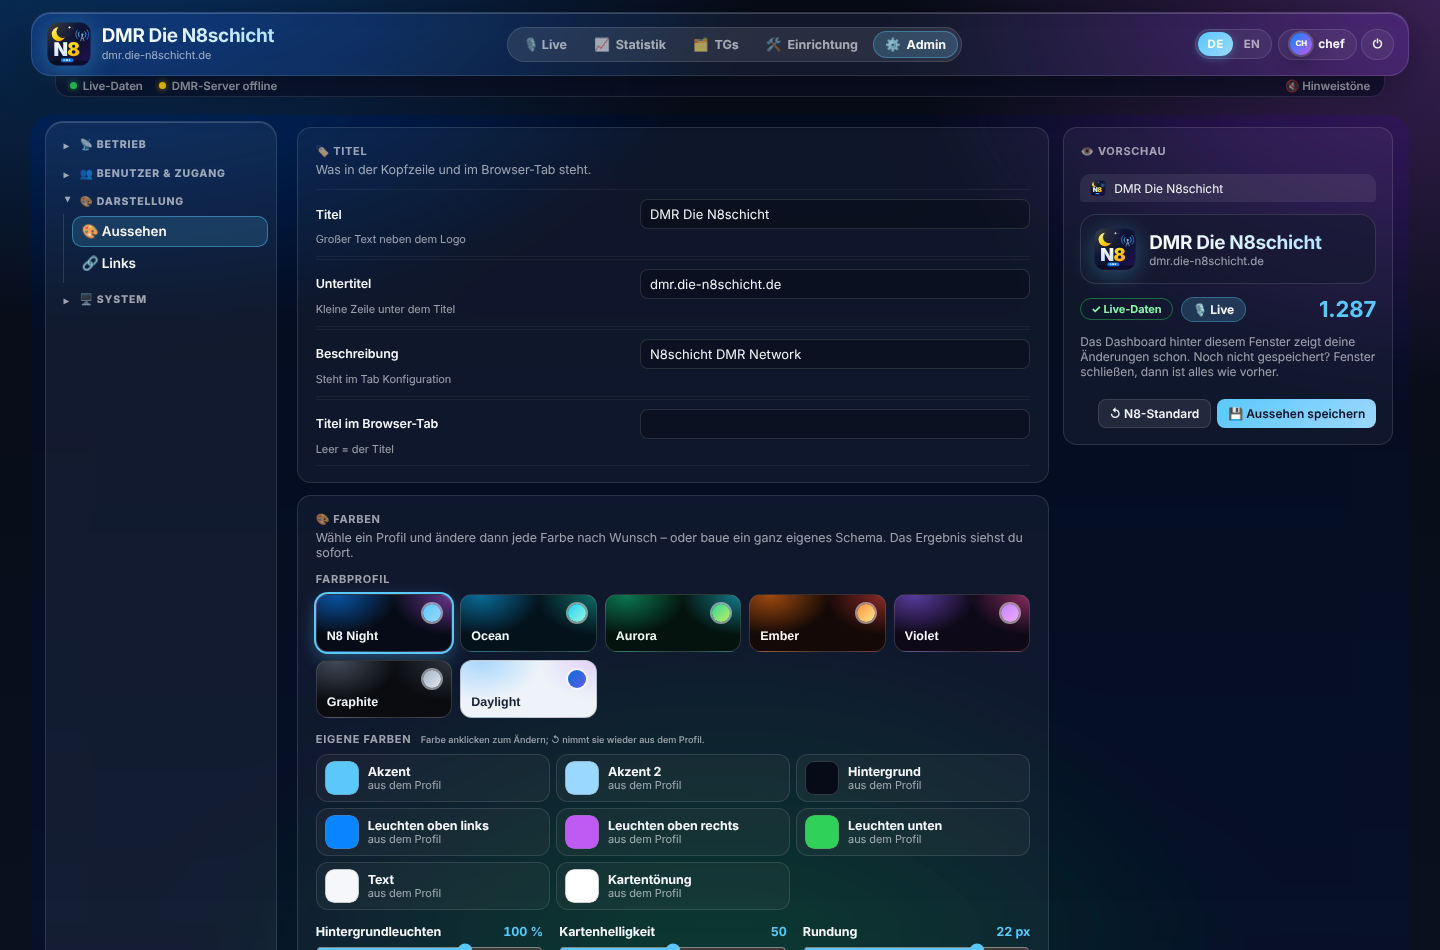 DMR Die N8schicht
dmr.die-n8schicht.de
Live
Statistik
TGs
Einrichtung
Admin
DE
EN
CH
chef
Live-Daten
DMR-Server offline
Hinweistöne
BETRIEB
BENUTZER & ZUGANG
DARSTELLUNG
Aussehen
Links
SYSTEM
TITEL
Was in der Kopfzeile und im Browser-Tab steht.
Titel
DMR Die N8schicht
Großer Text neben dem Logo
Untertitel
dmr.die-n8schicht.de
Kleine Zeile unter dem Titel
Beschreibung
N8schicht DMR Network
Steht im Tab Konfiguration
Titel im Browser-Tab
Leer = der Titel
FARBEN
Wähle ein Profil und ändere dann jede Farbe nach Wunsch – oder baue ein ganz eigenes Schema. Das Ergebnis siehst du
sofort.
FARBPROFIL
N8 Night
Ocean
Aurora
Ember
Violet
Graphite
Daylight
EIGENE FARBEN Farbe anklicken zum Ändern; ↺ nimmt sie wieder aus dem Profil.
Akzent
aus dem Profil
Akzent 2
aus dem Profil
Hintergrund
aus dem Profil
Leuchten oben links
aus dem Profil
Leuchten oben rechts
aus dem Profil
Leuchten unten
aus dem Profil
Text
aus dem Profil
Kartentönung
aus dem Profil
Hintergrundleuchten 100 %
Kartenhelligkeit 50
Rundung 22 px
VORSCHAU
DMR Die N8schicht
N8
DMR Die N8schicht
dmr.die-n8schicht.de
✓ Live-Daten
Live
1.287
Das Dashboard hinter diesem Fenster zeigt deine
Änderungen schon. Noch nicht gespeichert? Fenster
schließen, dann ist alles wie vorher.
↺ N8-Standard
Aussehen speichern